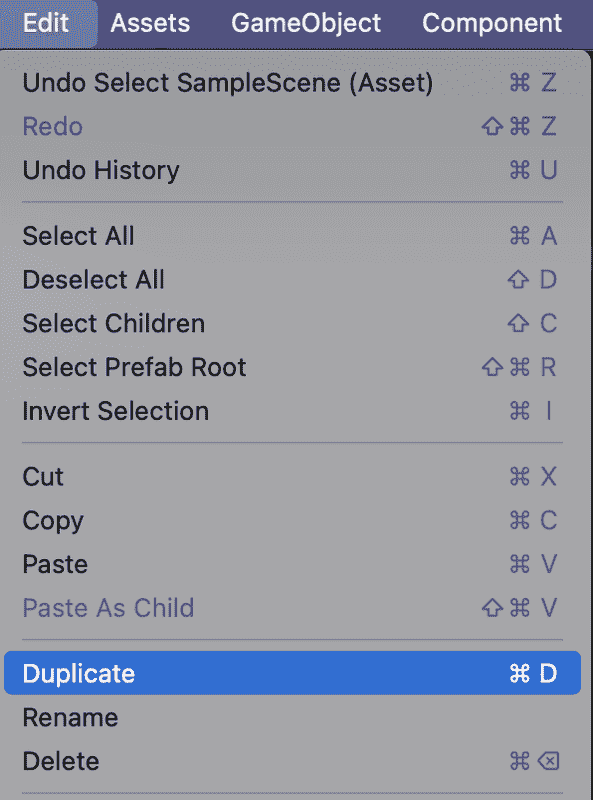 Edit Assets GameObject Component
Undo Select SampleScene (Asset) ⌘ Z
Redo ⇧ ⌘ Z
Undo History ⌘ U
Select All ⌘ A
Deselect All ⇧ D
Select Children ⇧ C
Select Prefab Root ⇧ ⌘ R
Invert Selection ⌘ I
Cut ⌘ X
Copy ⌘ C
Paste ⌘ V
Paste As Child ⇧ ⌘ V
Duplicate ⌘ D
Rename
Delete ⌘ ⌫